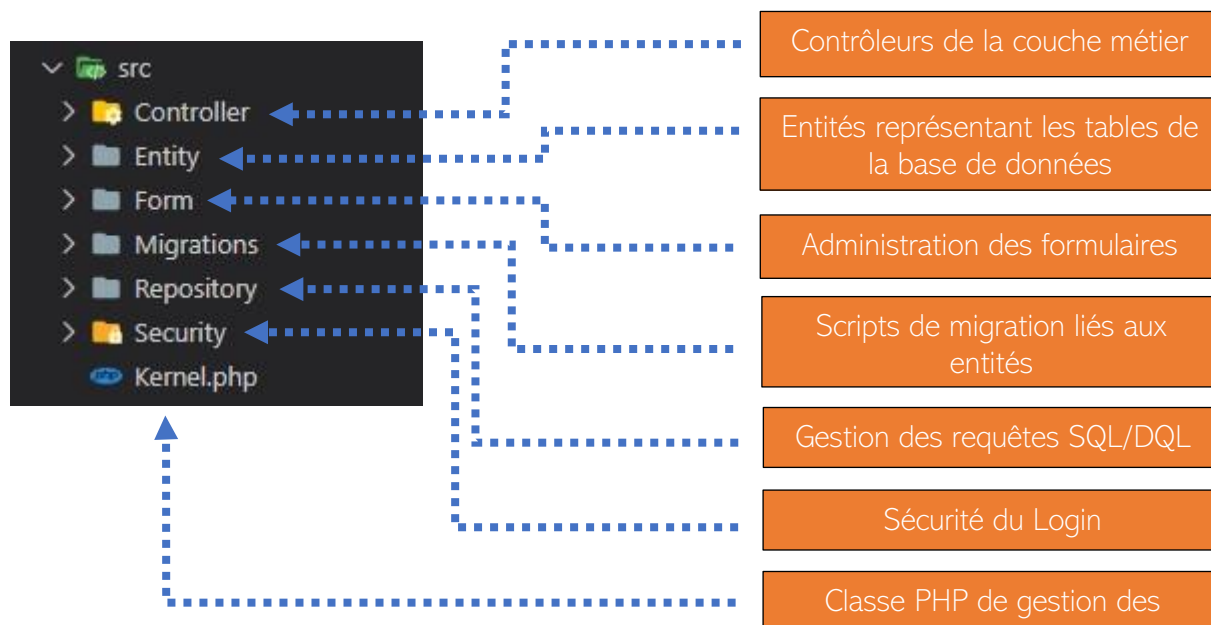 src
Controller
Entity
Form
Migrations
Repository
Security
Kernel.php
Contrôleurs de la couche métier
Entités représentant les tables de
la base de données
Administration des formulaires
Scripts de migration liés aux
entités
Gestion des requêtes SQL/DQL
Sécurité du Login
Classe PHP de gestion des